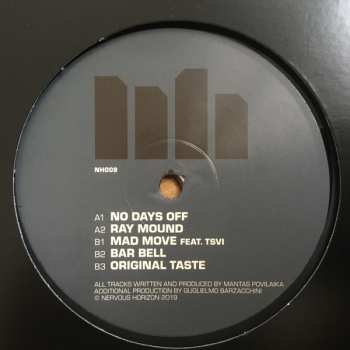 NH009
A1 NO DAYS OFF
A2 RAY MOUND
B1 MAD MOVE FEAT. TSVI
B2 BAR BELL
B3 ORIGINAL TASTE
ALL TRACKS WRITTEN AND PRODUCED BY MANTAS POVILAIKA
ADDITIONAL PRODUCTION BY GUGLIELMO BARZACCHINI
© NERVOUS HORIZON 2019